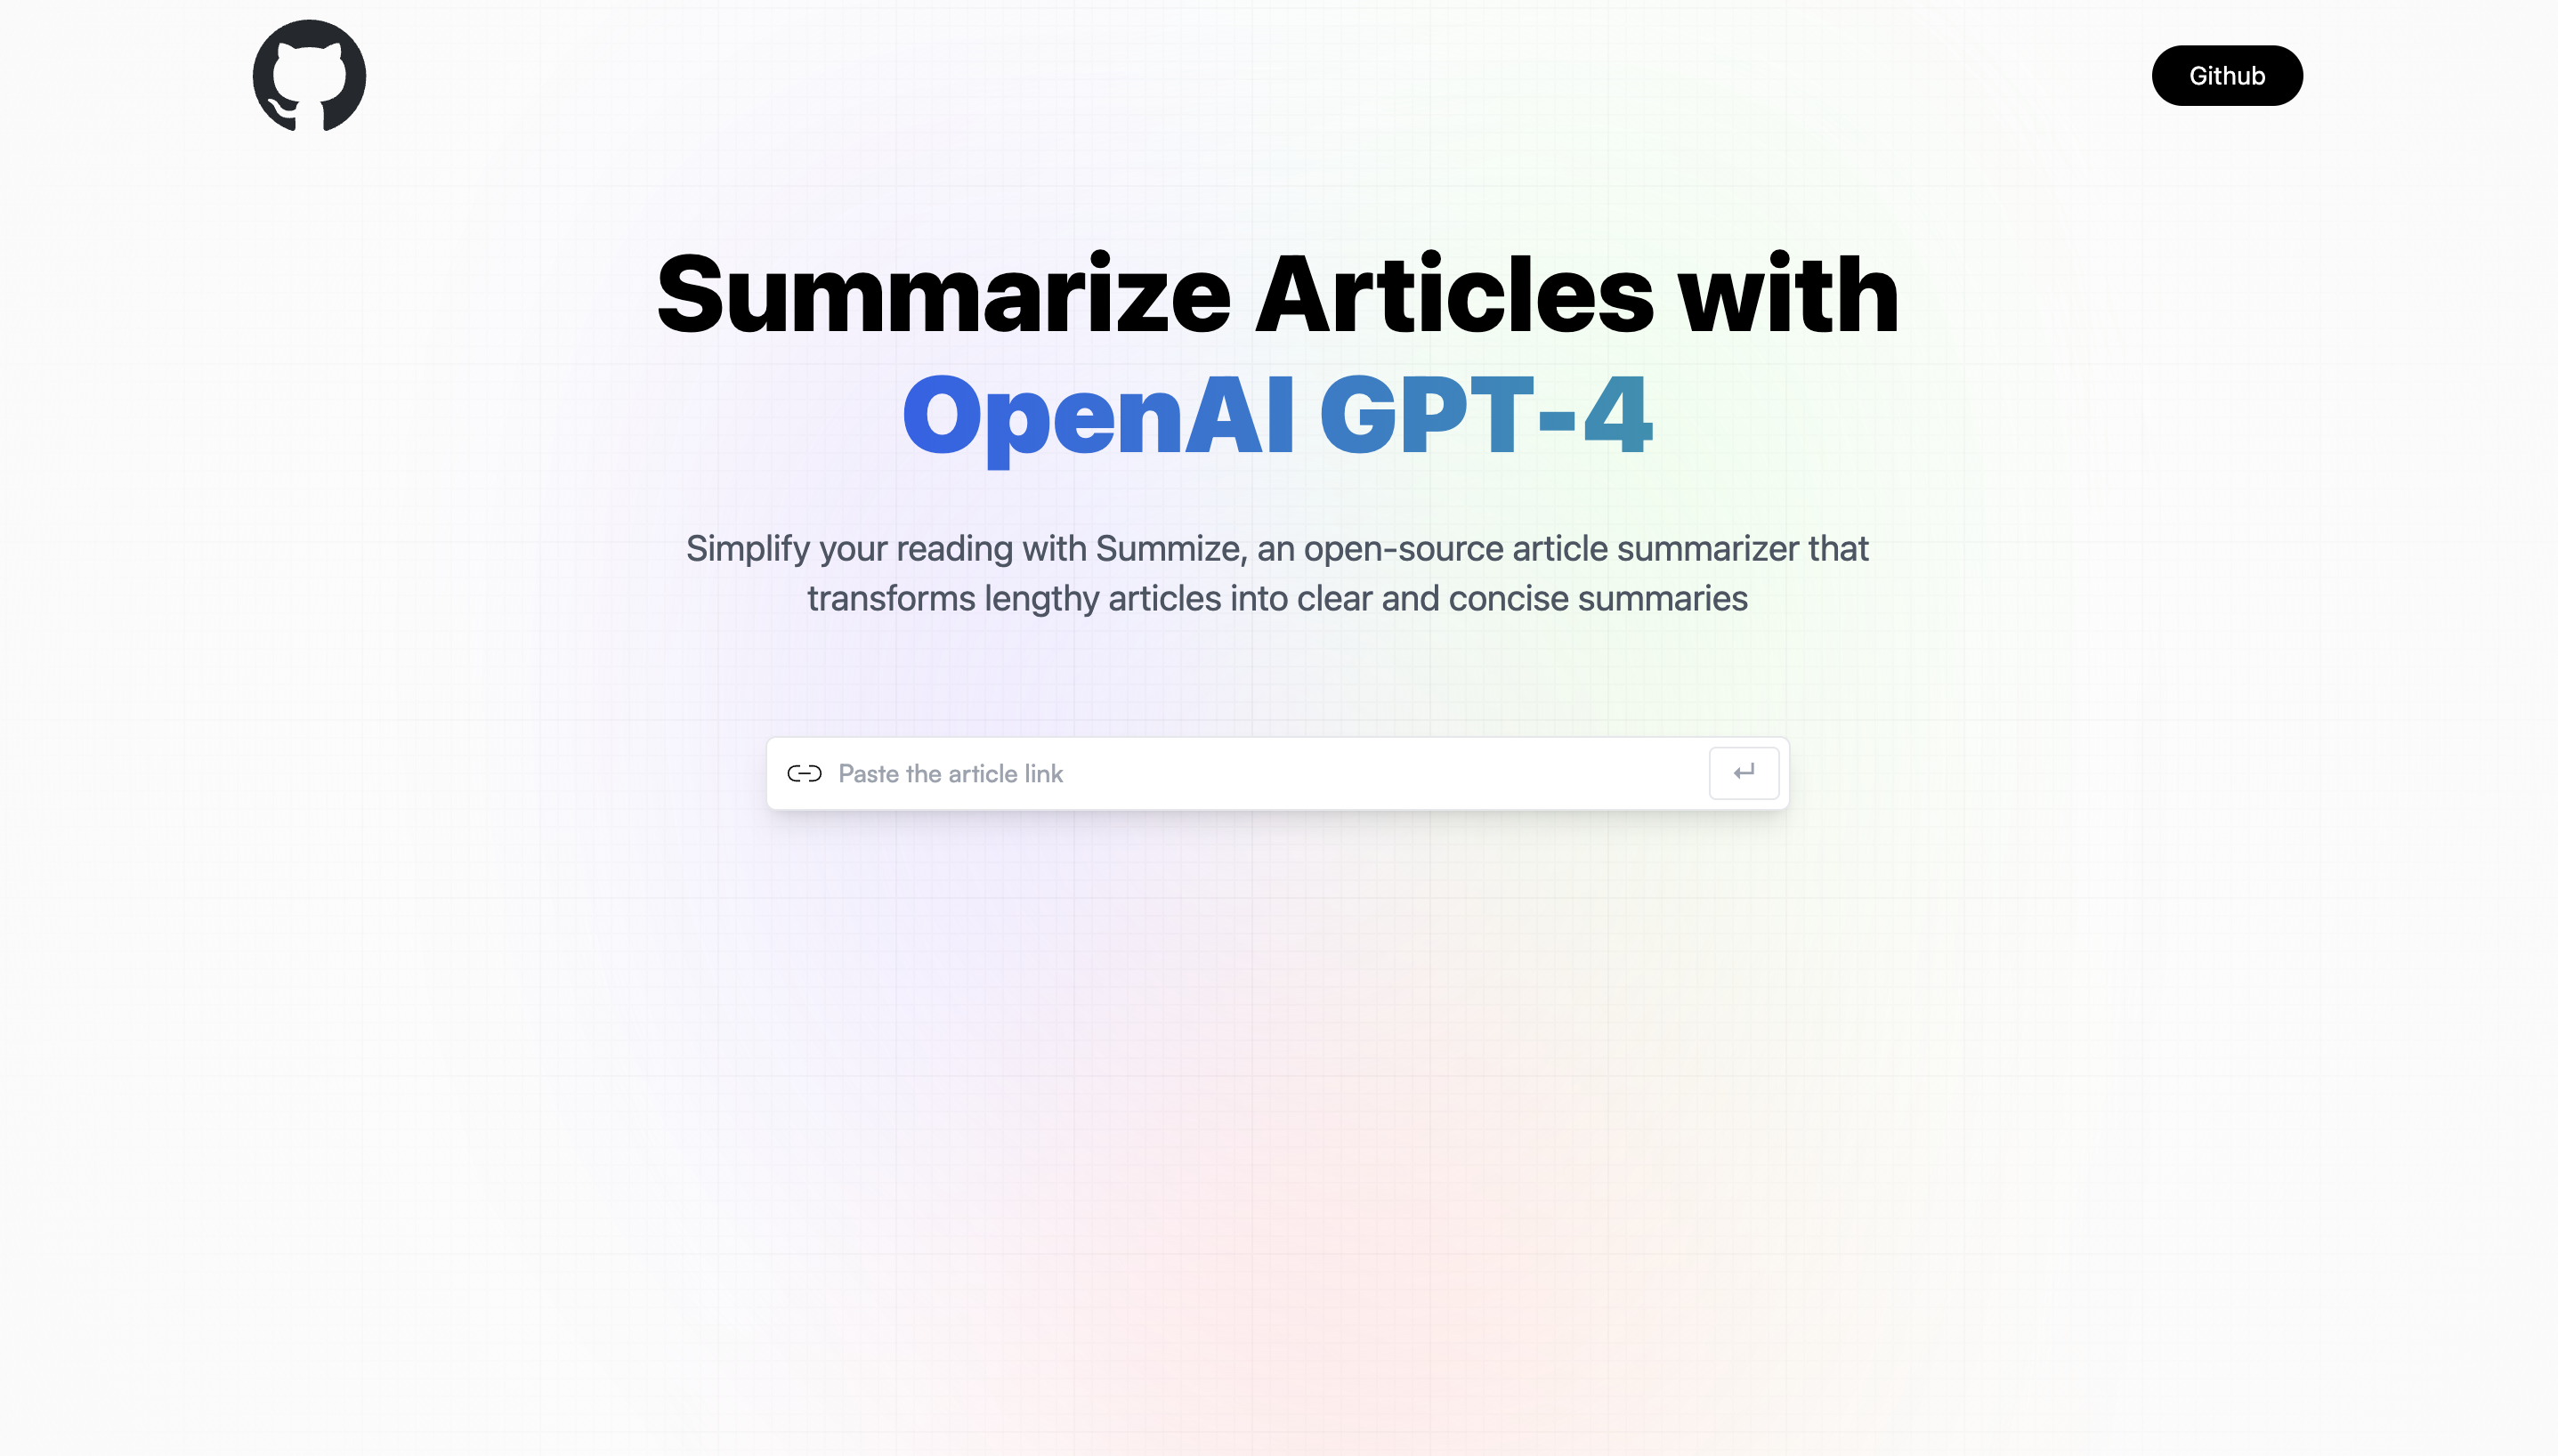 Github
Summarize Articles with
OpenAI GPT-4
Simplify your reading with Summize, an open-source article summarizer that
transforms lengthy articles into clear and concise summaries
Paste the article link